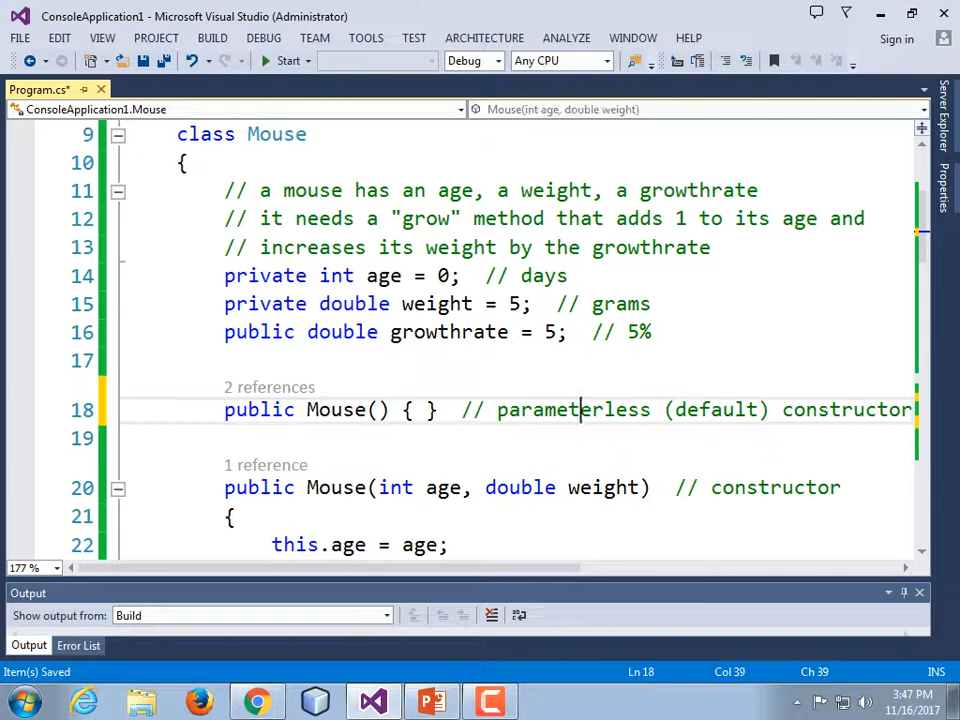 ConsoleApplication1 - Microsoft Visual Studio (Administrator)
FILE EDIT VIEW PROJECT BUILD DEBUG TEAM TOOLS TEST ARCHITECTURE ANALYZE WINDOW HELP Sign in
Start Debug Any CPU
Program.cs*
ConsoleApplication1.Mouse Mouse(int age, double weight)
9 class Mouse
10 {
11 // a mouse has an age, a weight, a growthrate
12 // it needs a "grow" method that adds 1 to its age and
13 // increases its weight by the growthrate
14 private int age = 0; // days
15 private double weight = 5; // grams
16 public double growthrate = 5; // 5%
17
2 references
18 public Mouse() { } // parameterless (default) constructor
19
1 reference
20 public Mouse(int age, double weight) // constructor
21 {
22 this.age = age;
177 %
Server Explorer
Properties
Output
Show output from: Build
Output Error List
Item(s) Saved Ln 18 Col 39 Ch 39 INS
3:47 PM
11/16/2017